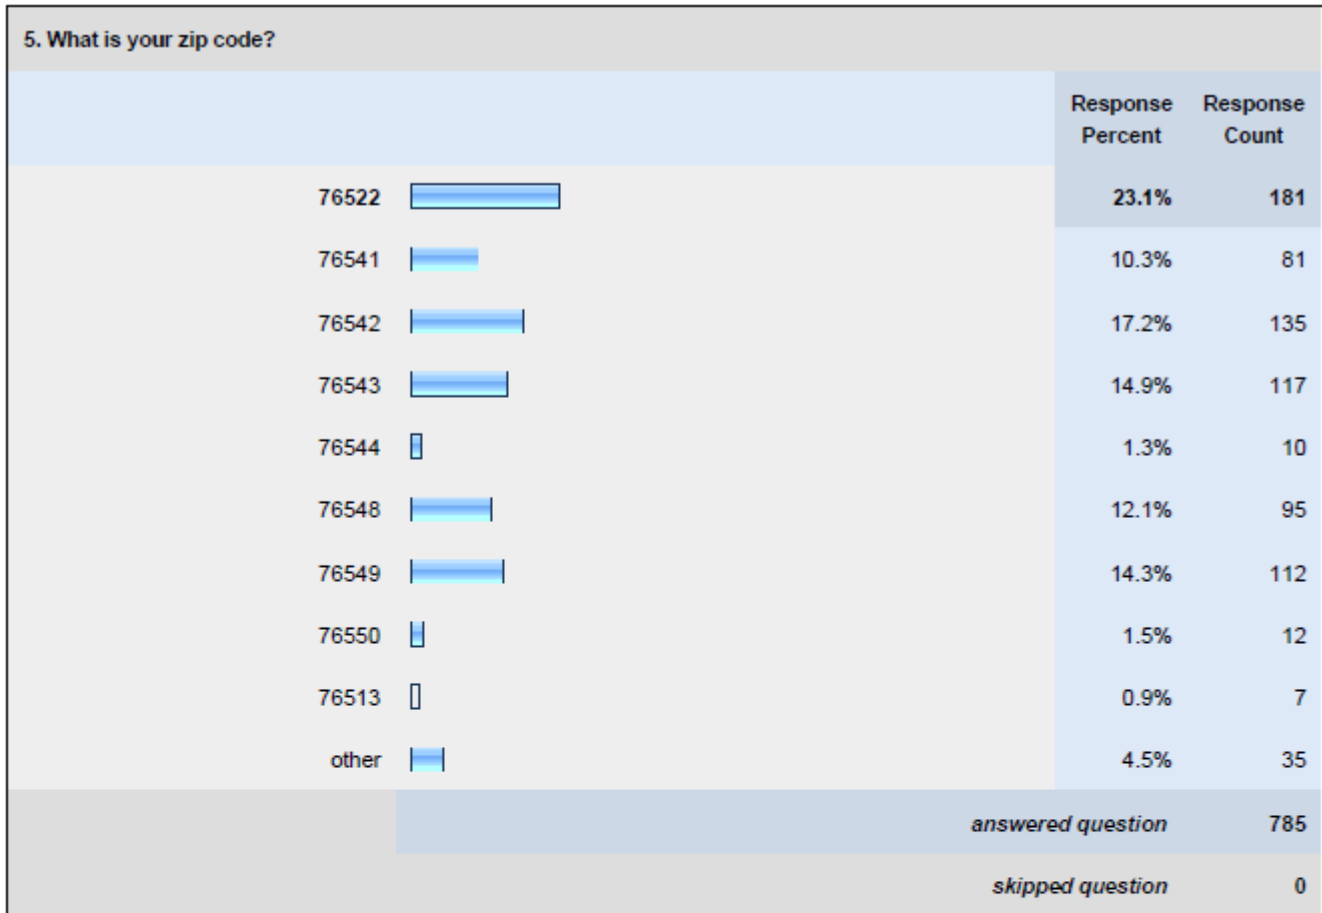 5. What is your zip code?
Response Percent Response Count
76522 23.1% 181
76541 10.3% 81
76542 17.2% 135
76543 14.9% 117
76544 1.3% 10
76548 12.1% 95
76549 14.3% 112
76550 1.5% 12
76513 0.9% 7
other 4.5% 35
answered question 785
skipped question 0